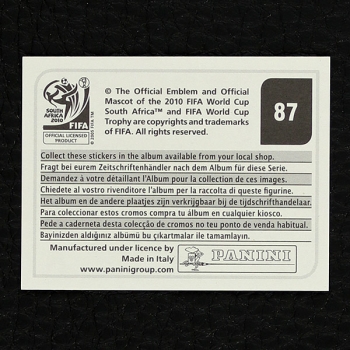 SOUTH AFRICA
2010
FIFA
OFFICIAL LICENSED
PRODUCT
© The Official Emblem and Official
Mascot of the 2010 FIFA World Cup
South Africa™ and FIFA World Cup
Trophy are copyrights and trademarks
of FIFA. All rights reserved.
87
Collect these stickers in the album available from your local shop.
Fragt bei eurem Zeitschriftenhändler nach dem Album für diese Serie.
Demandez à votre détaillant l'Album pour la collection de ces images.
Chiedete al vostro rivenditore l'album per la raccolta di queste figurine.
Het album en de andere plaatjes zijn verkrijgbaar bij de tijdschrifthandelaar.
Para coleccionar estos cromos compra tu álbum en cualquier kiosco.
Pede a caderneta desta colecção de cromos no teu ponto de venda habitual.
Bayinizden aldığınız albümü bu çıkartmalar ile tamamlayın.
Manufactured under licence by
Made in Italy
www.paninigroup.com
PANINI